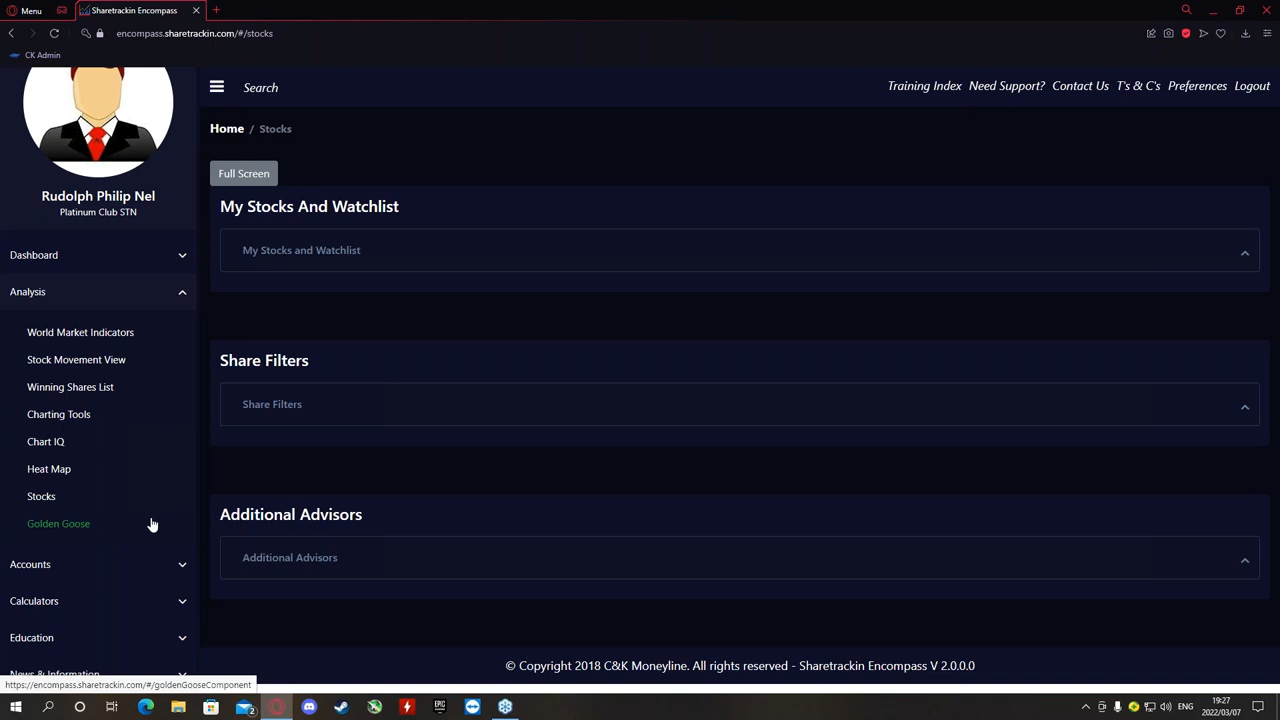 Menu
Sharetrackin Encompass
encompass.sharetrackin.com/#/stocks
CK Admin
Search
Training Index Need Support? Contact Us T's & C's Preferences Logout
Home / Stocks
Full Screen
Rudolph Philip Nel
Platinum Club STN
Dashboard
Analysis
World Market Indicators
Stock Movement View
Winning Shares List
Charting Tools
Chart IQ
Heat Map
Stocks
Golden Goose
Accounts
Calculators
Education
News & Information
My Stocks And Watchlist
My Stocks and Watchlist
Share Filters
Share Filters
Additional Advisors
Additional Advisors
© Copyright 2018 C&K Moneyline. All rights reserved - Sharetrackin Encompass V 2.0.0.0
https://encompass.sharetrackin.com/#/goldenGooseComponent
2
EPIC
ENG
19:27
2022/03/07